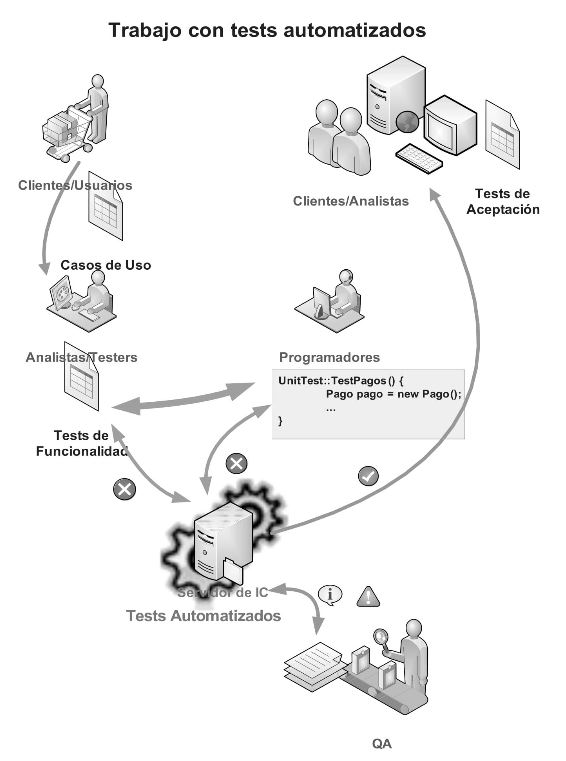 Trabajo con tests automatizados
Clientes/Usuarios
Casos de Uso
Clientes/Analistas
Tests de
Aceptación
Analistas/Testers
Programadores
UnitTest::TestPagos() {
Pago pago = new Pago();
...
}
Tests de
Funcionalidad
Servidor de IC
Tests Automatizados
QA